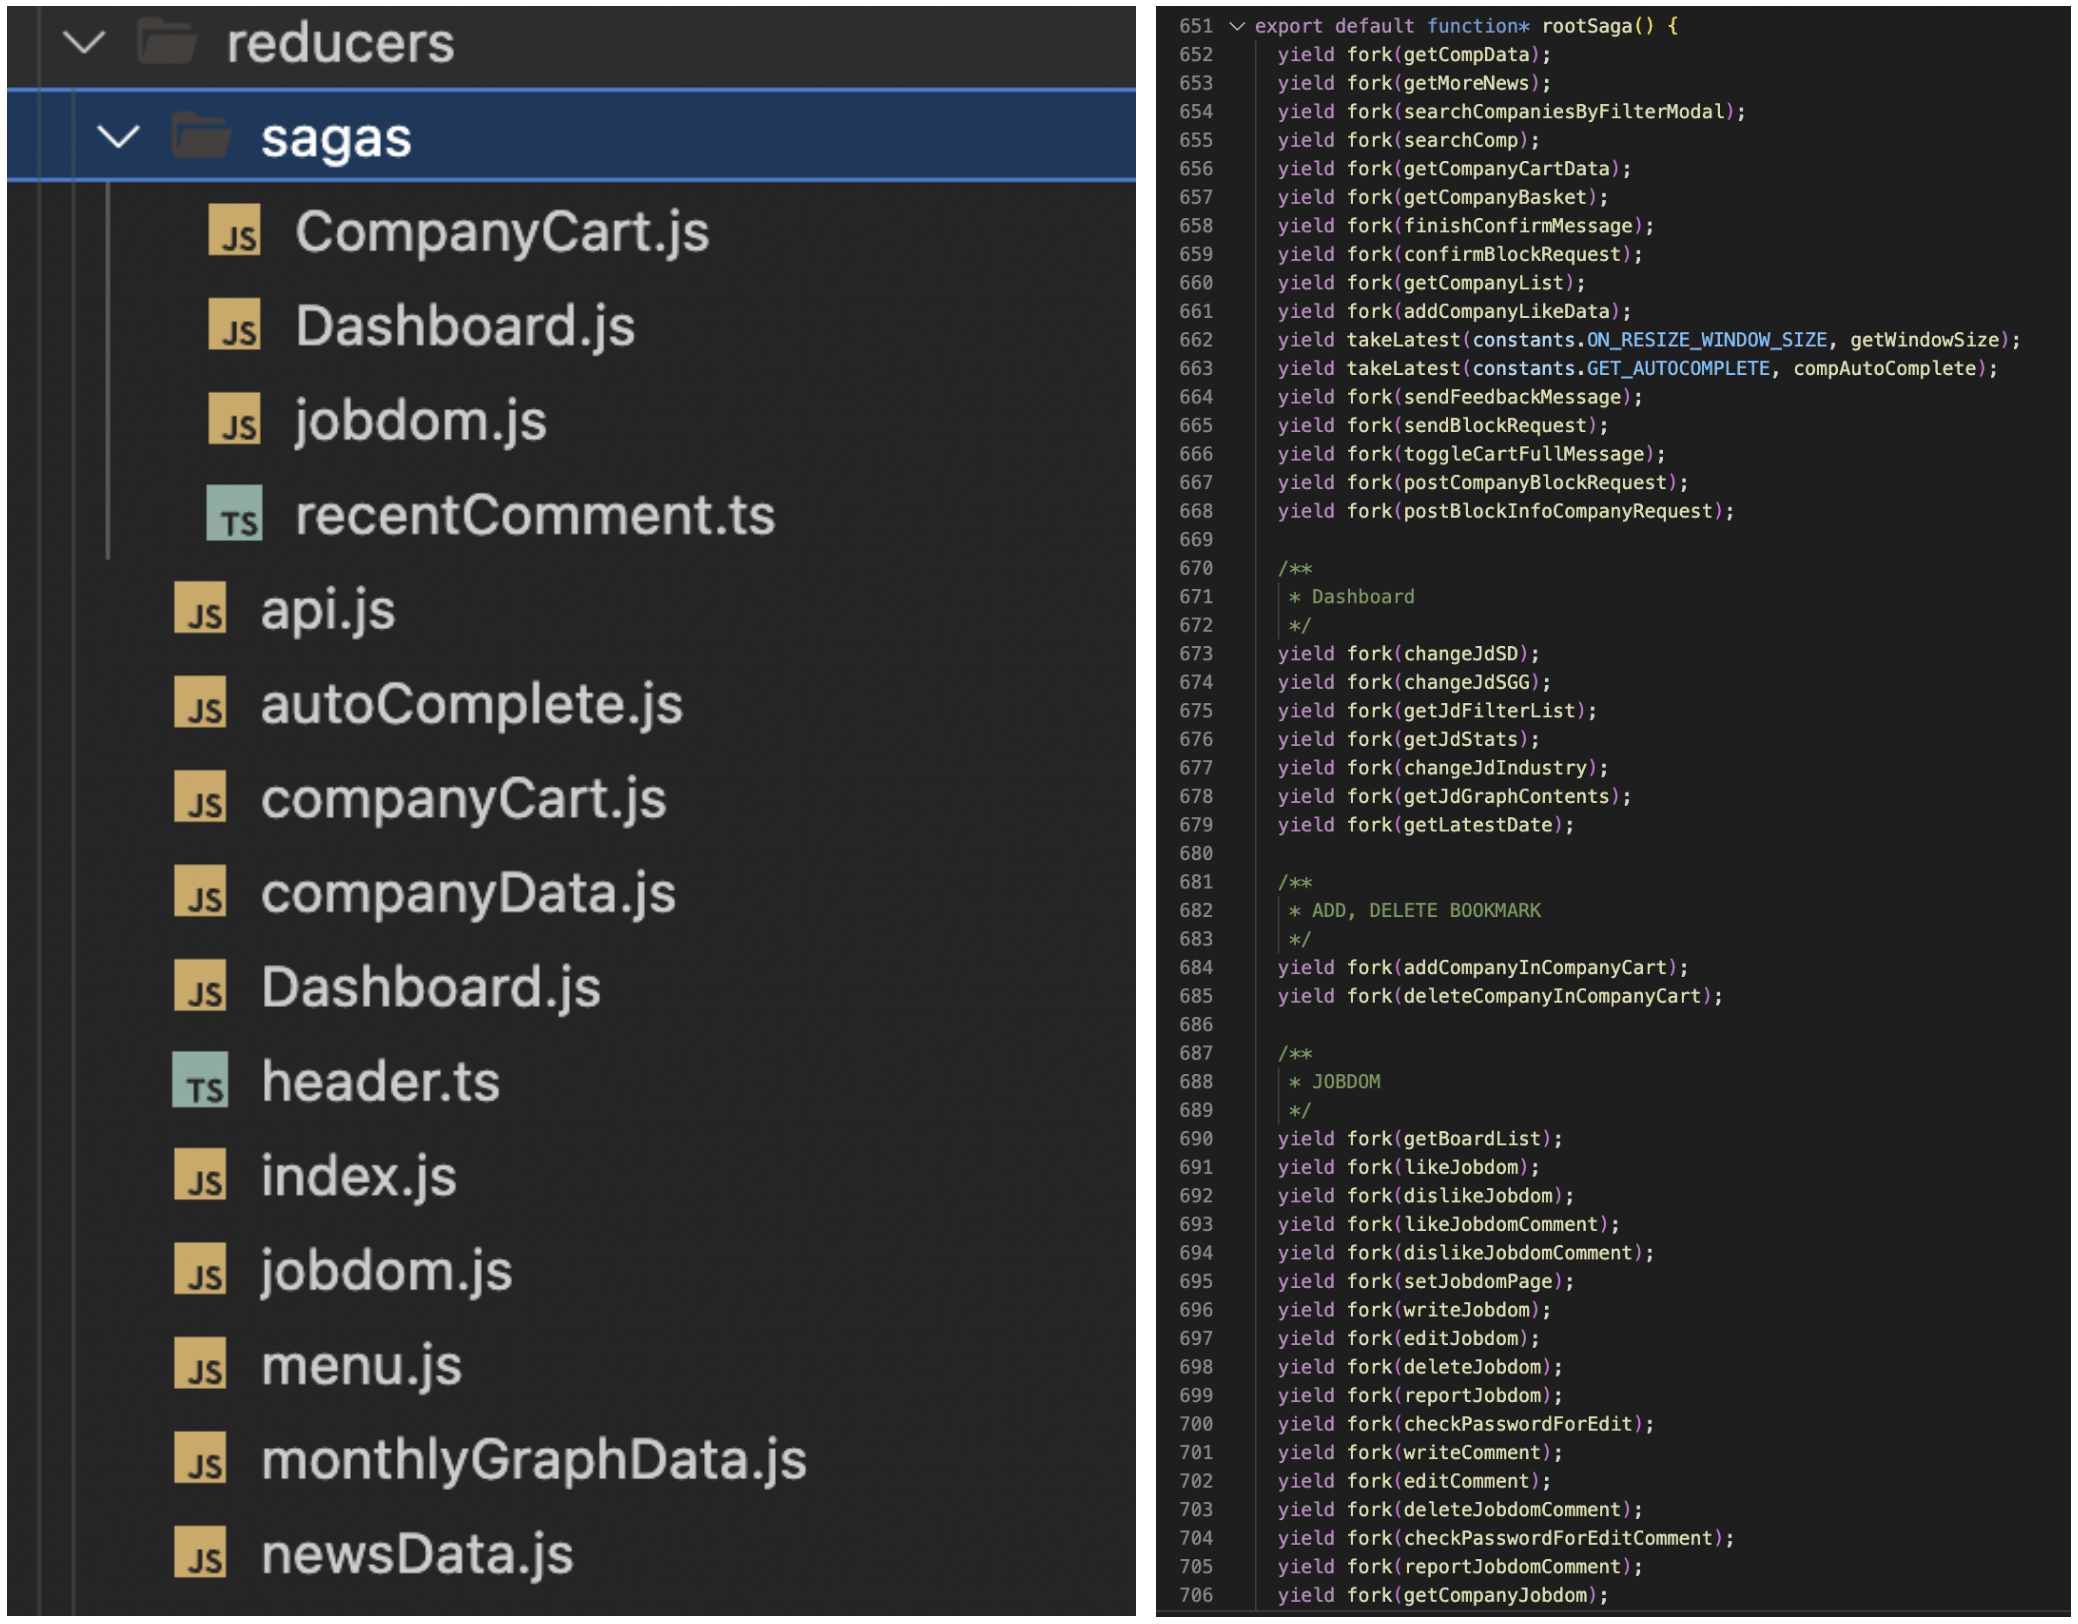 reducers
sagas
JS CompanyCart.js
JS Dashboard.js
JS jobdom.js
TS recentComment.ts
JS api.js
JS autoComplete.js
JS companyCart.js
JS companyData.js
JS Dashboard.js
TS header.ts
JS index.js
JS jobdom.js
JS menu.js
JS monthlyGraphData.js
JS newsData.js
651 export default function* rootSaga() {
652 yield fork(getCompData);
653 yield fork(getMoreNews);
654 yield fork(searchCompaniesByFilterModal);
655 yield fork(searchComp);
656 yield fork(getCompanyCartData);
657 yield fork(getCompanyBasket);
658 yield fork(finishConfirmMessage);
659 yield fork(confirmBlockRequest);
660 yield fork(getCompanyList);
661 yield fork(addCompanyLikeData);
662 yield takeLatest(constants.ON_RESIZE_WINDOW_SIZE, getWindowSize);
663 yield takeLatest(constants.GET_AUTOCOMPLETE, compAutoComplete);
664 yield fork(sendFeedbackMessage);
665 yield fork(sendBlockRequest);
666 yield fork(toggleCartFullMessage);
667 yield fork(postCompanyBlockRequest);
668 yield fork(postBlockInfoCompanyRequest);
669
670 /**
671 * Dashboard
672 */
673 yield fork(changeJdSD);
674 yield fork(changeJdSGG);
675 yield fork(getJdFilterList);
676 yield fork(getJdStats);
677 yield fork(changeJdIndustry);
678 yield fork(getJdGraphContents);
679 yield fork(getLatestDate);
680
681 /**
682 * ADD, DELETE BOOKMARK
683 */
684 yield fork(addCompanyInCompanyCart);
685 yield fork(deleteCompanyInCompanyCart);
686
687 /**
688 * JOBDOM
689 */
690 yield fork(getBoardList);
691 yield fork(likeJobdom);
692 yield fork(dislikeJobdom);
693 yield fork(likeJobdomComment);
694 yield fork(dislikeJobdomComment);
695 yield fork(setJobdomPage);
696 yield fork(writeJobdom);
697 yield fork(editJobdom);
698 yield fork(deleteJobdom);
699 yield fork(reportJobdom);
700 yield fork(checkPasswordForEdit);
701 yield fork(writeComment);
702 yield fork(editComment);
703 yield fork(deleteJobdomComment);
704 yield fork(checkPasswordForEditComment);
705 yield fork(reportJobdomComment);
706 yield fork(getCompanyJobdom);